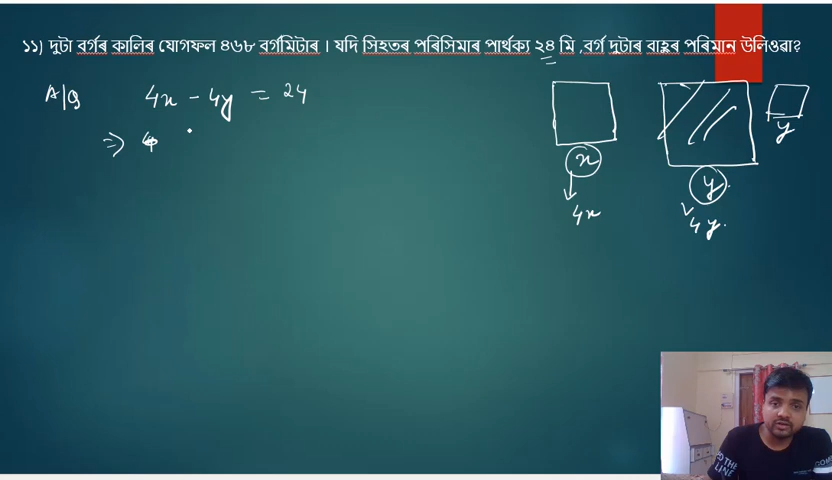 ১১) দুটা বৰ্গৰ কালিৰ যোগফল ৪৬৮ বৰ্গমিটাৰ । যদি সিহতৰ পৰিসিমাৰ পাৰ্থক্য ২৪ মি ,বৰ্গ দুটাৰ বাহুৰ পৰিমান উলিওৱা?
A/Q 4x - 4y = 24
⇒ 4
x
4x
y
4y
y